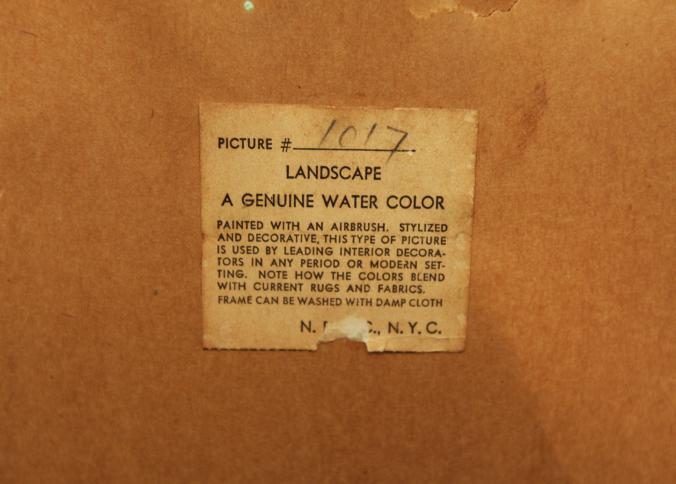 PICTURE # 1017
LANDSCAPE
A GENUINE WATER COLOR
PAINTED WITH AN AIRBRUSH. STYLIZED
AND DECORATIVE, THIS TYPE OF PICTURE
IS USED BY LEADING INTERIOR DECORA-
TORS IN ANY PERIOD OR MODERN SET-
TING. NOTE HOW THE COLORS BLEND
WITH CURRENT RUGS AND FABRICS.
FRAME CAN BE WASHED WITH DAMP CLOTH
N. C., N. Y. C.